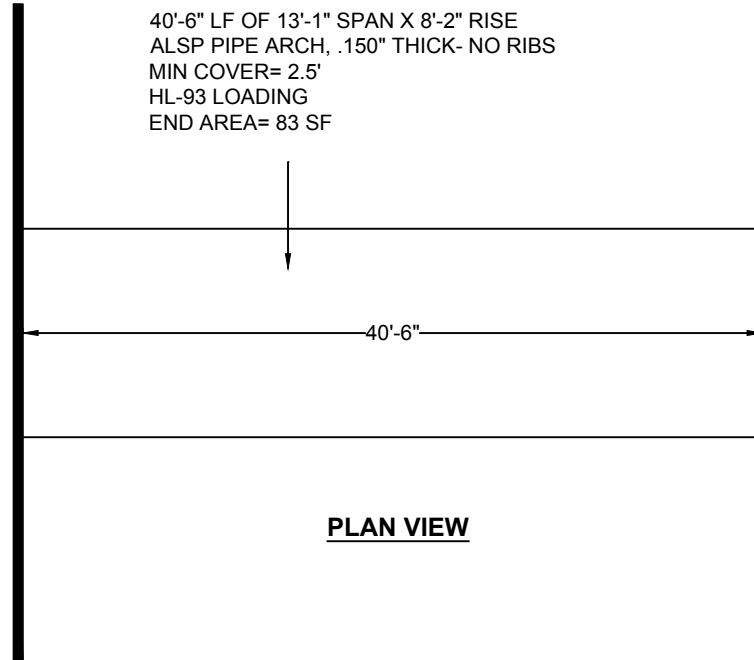 40'-6" LF OF 13'-1" SPAN X 8'-2" RISE
ALSP PIPE ARCH, .150" THICK- NO RIBS
MIN COVER= 2.5'
HL-93 LOADING
END AREA= 83 SF
40'-6"
PLAN VIEW